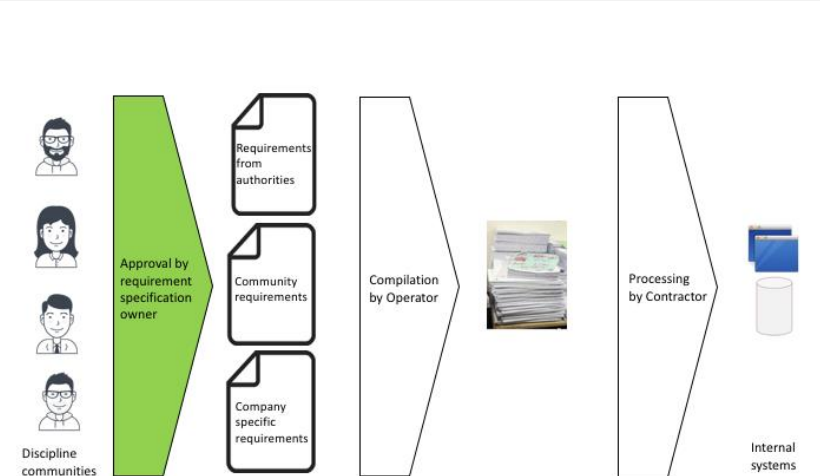 Discipline
communities
Approval by
requirement
specification
owner
Requirements
from
authorities
Community
requirements
Company
specific
requirements
Compilation
by Operator
Processing
by Contractor
Internal
systems